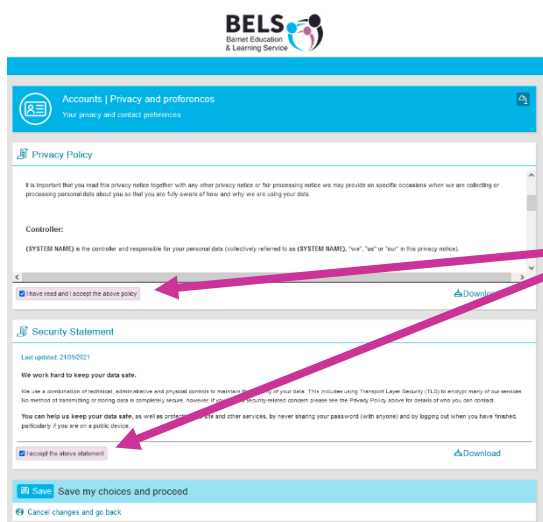 BELS
Barnet Education
& Learning Service
Accounts | Privacy and preferences
Your privacy and contact preferences
Privacy Policy
It is important that you read this privacy notice together with any other privacy notice or fair processing notice we may provide on specific occasions when we are collecting or
processing personal data about you so that you are fully aware of how and why we are using your data.
Controller:
(SYSTEM NAME) is the controller and responsible for your personal data (collectively referred to as (SYSTEM NAME), "we", "us" or "our" in this privacy notice).
I have read and I accept the above policy
Download
Security Statement
Last updated: 21/05/2021
We work hard to keep your data safe.
We use a combination of technical, administrative and physical controls to maintain the of your data. This includes using Transport Layer Security (TLS) to encrypt many of our services
No method of transmitting or storing data is completely secure, however. If you security-related concern please see the Privacy Policy above for details of who you can contact.
You can help us keep your data safe, as well as site and other services, by never sharing your password (with anyone) and by logging out when you have finished,
particularly if you are on a public device.
I accept the above statement
Download
Save Save my choices and proceed
Cancel changes and go back